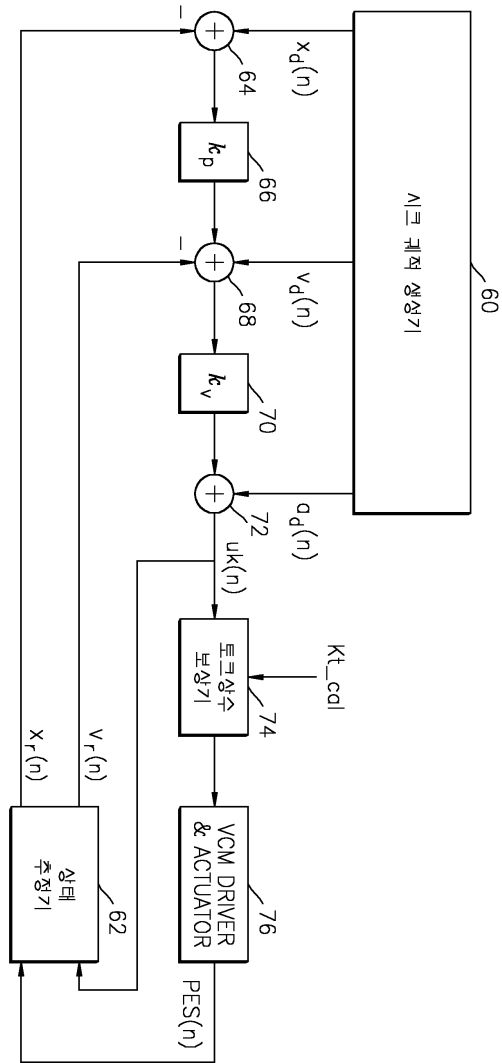 60
시크 궤적 생성기
x_d(n)
v_d(n)
a_d(n)
−
+
64
k_p
66
−
+
68
k_v
70
+
72
uk(n)
Kt_cal
토크상수
보상기
74
VCM DRIVER
& ACTUATOR
76
PES(n)
v_r(n)
x_r(n)
상태
추정기
62